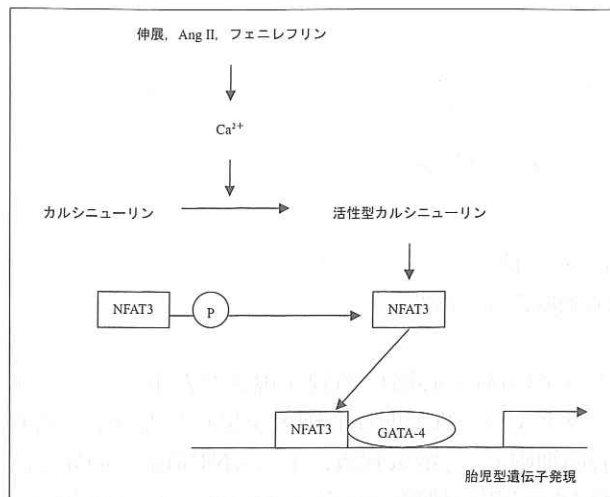 伸展，Ang II，フェニレフリン
Ca²⁺
カルシニューリン
活性型カルシニューリン
NFAT3
P
NFAT3
NFAT3
GATA-4
胎児型遺伝子発現